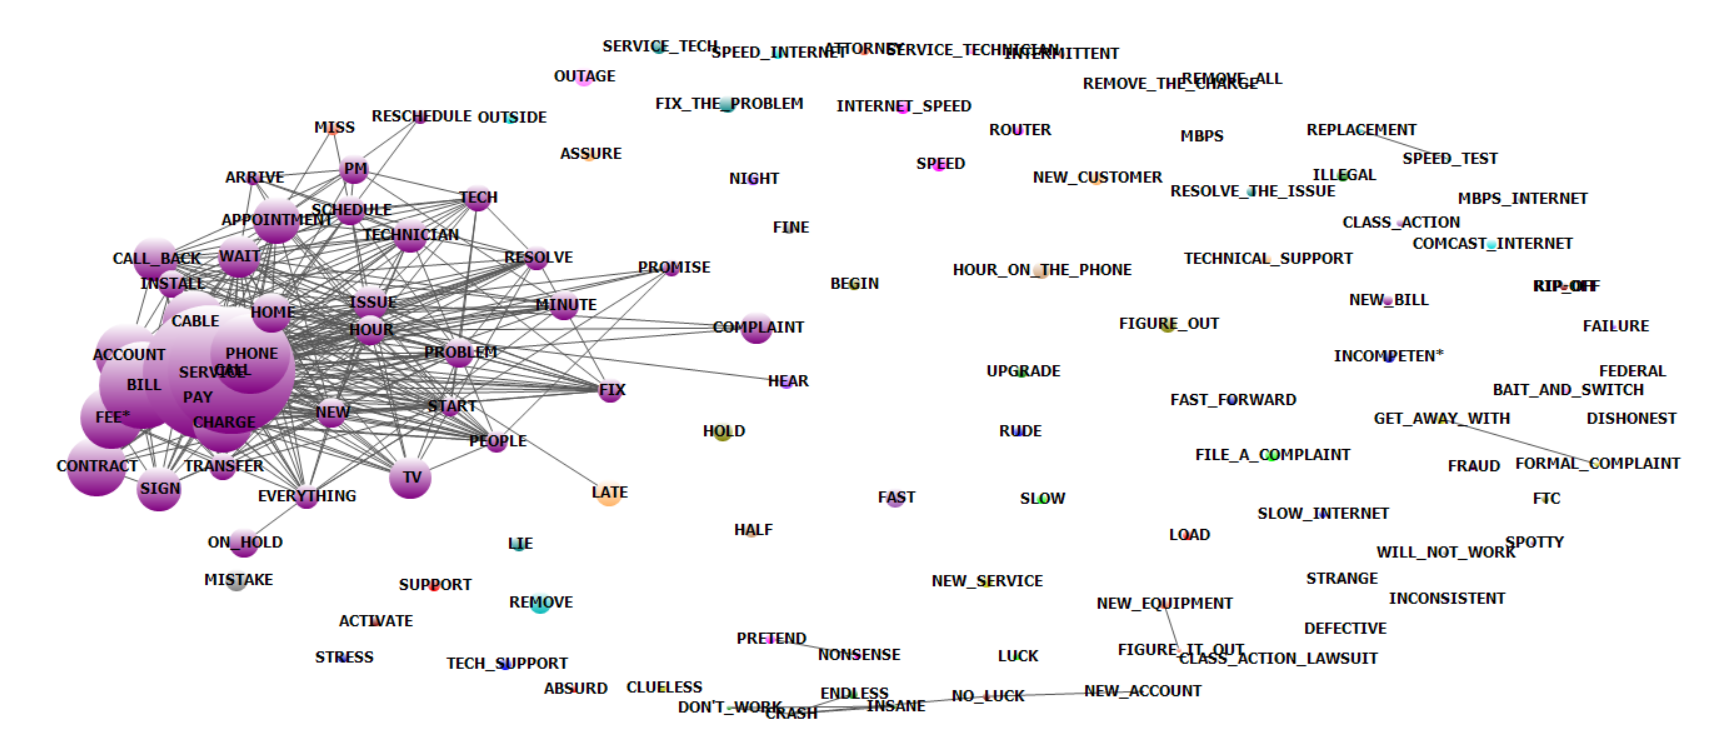 SERVICE_TECH
SPEED_INTERNET
ATTORNEY
SERVICE_TECHNICIAN
INTERMITTENT
OUTAGE
REMOVE_THE_CHARGE
REMOVE_ALL
FIX_THE_PROBLEM
INTERNET_SPEED
MISS
RESCHEDULE
OUTSIDE
ROUTER
MBPS
REPLACEMENT
ASSURE
SPEED
SPEED_TEST
ARRIVE
PM
NIGHT
NEW_CUSTOMER
RESOLVE_THE_ISSUE
ILLEGAL
TECH
MBPS_INTERNET
APPOINTMENT
SCHEDULE
TECHNICIAN
FINE
CLASS_ACTION
COMCAST_INTERNET
CALL_BACK
WAIT
RESOLVE
PROMISE
HOUR_ON_THE_PHONE
TECHNICAL_SUPPORT
INSTALL
BEGIN
ISSUE
MINUTE
NEW_BILL
CABLE
HOME
HOUR
COMPLAINT
FIGURE_OUT
FAILURE
ACCOUNT
PHONE
PROBLEM
INCOMPETEN*
SERVICE
CALL
BILL
HEAR
UPGRADE
FEDERAL
PAY
FIX
FAST_FORWARD
BAIT_AND_SWITCH
FEE*
CHARGE
NEW
START
GET_AWAY_WITH
DISHONEST
PEOPLE
HOLD
RUDE
CONTRACT
TRANSFER
FILE_A_COMPLAINT
FRAUD
FORMAL_COMPLAINT
SIGN
EVERYTHING
TV
LATE
FAST
SLOW
FTC
ON_HOLD
LIE
HALF
LOAD
SLOW_INTERNET
WILL_NOT_WORK
SPOTTY
MISTAKE
SUPPORT
REMOVE
NEW_SERVICE
STRANGE
INCONSISTENT
ACTIVATE
NEW_EQUIPMENT
DEFECTIVE
STRESS
TECH_SUPPORT
PRETEND
NONSENSE
LUCK
FIGURE_IT_OUT
CLASS_ACTION_LAWSUIT
ABSURD
CLUELESS
ENDLESS
NO_LUCK
NEW_ACCOUNT
DON'T_WORK
CRASH
INSANE